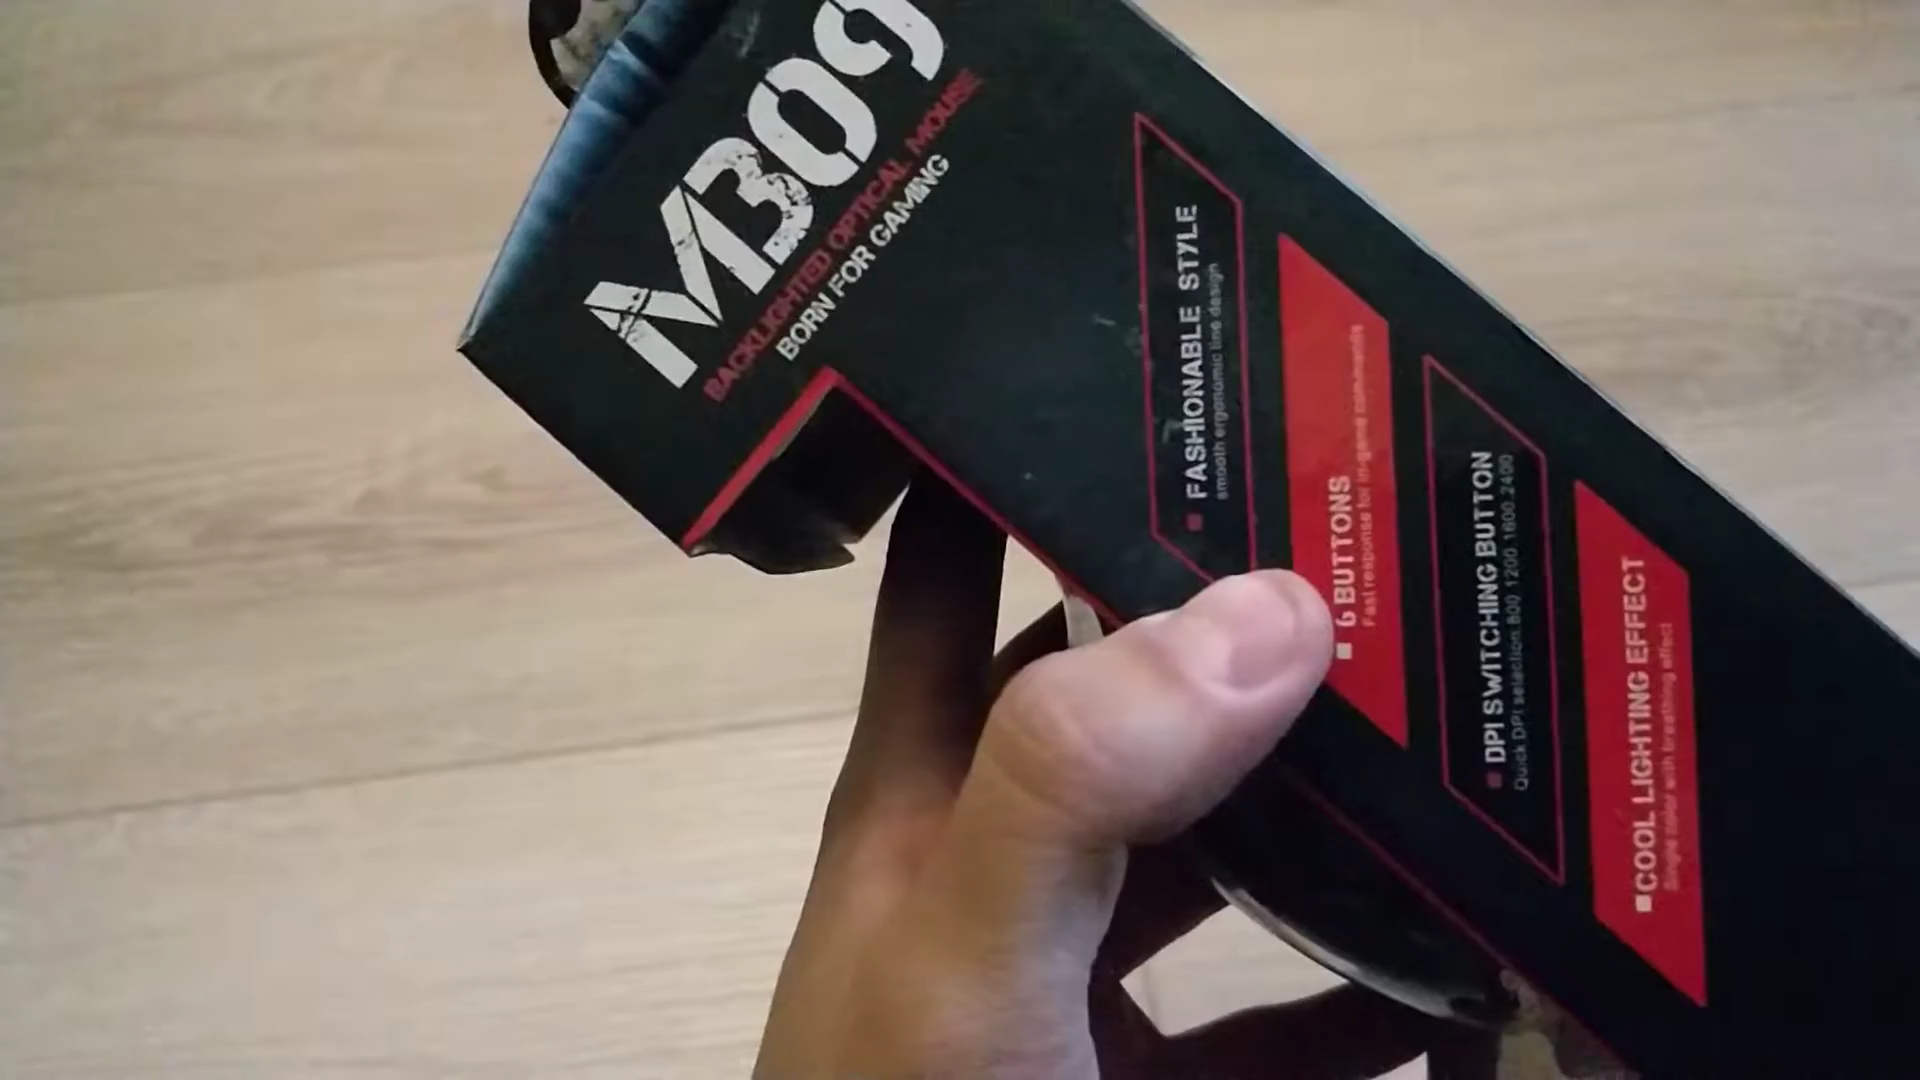 M309
BACKLIGHTED OPTICAL MOUSE
BORN FOR GAMING
FASHIONABLE STYLE
smooth ergonomic line design
6 BUTTONS
Fast response for in-game commands
DPI SWITCHING BUTTON
Quick DPI selection:800.1200.1600.2400
COOL LIGHTING EFFECT
Single color with breathing effect